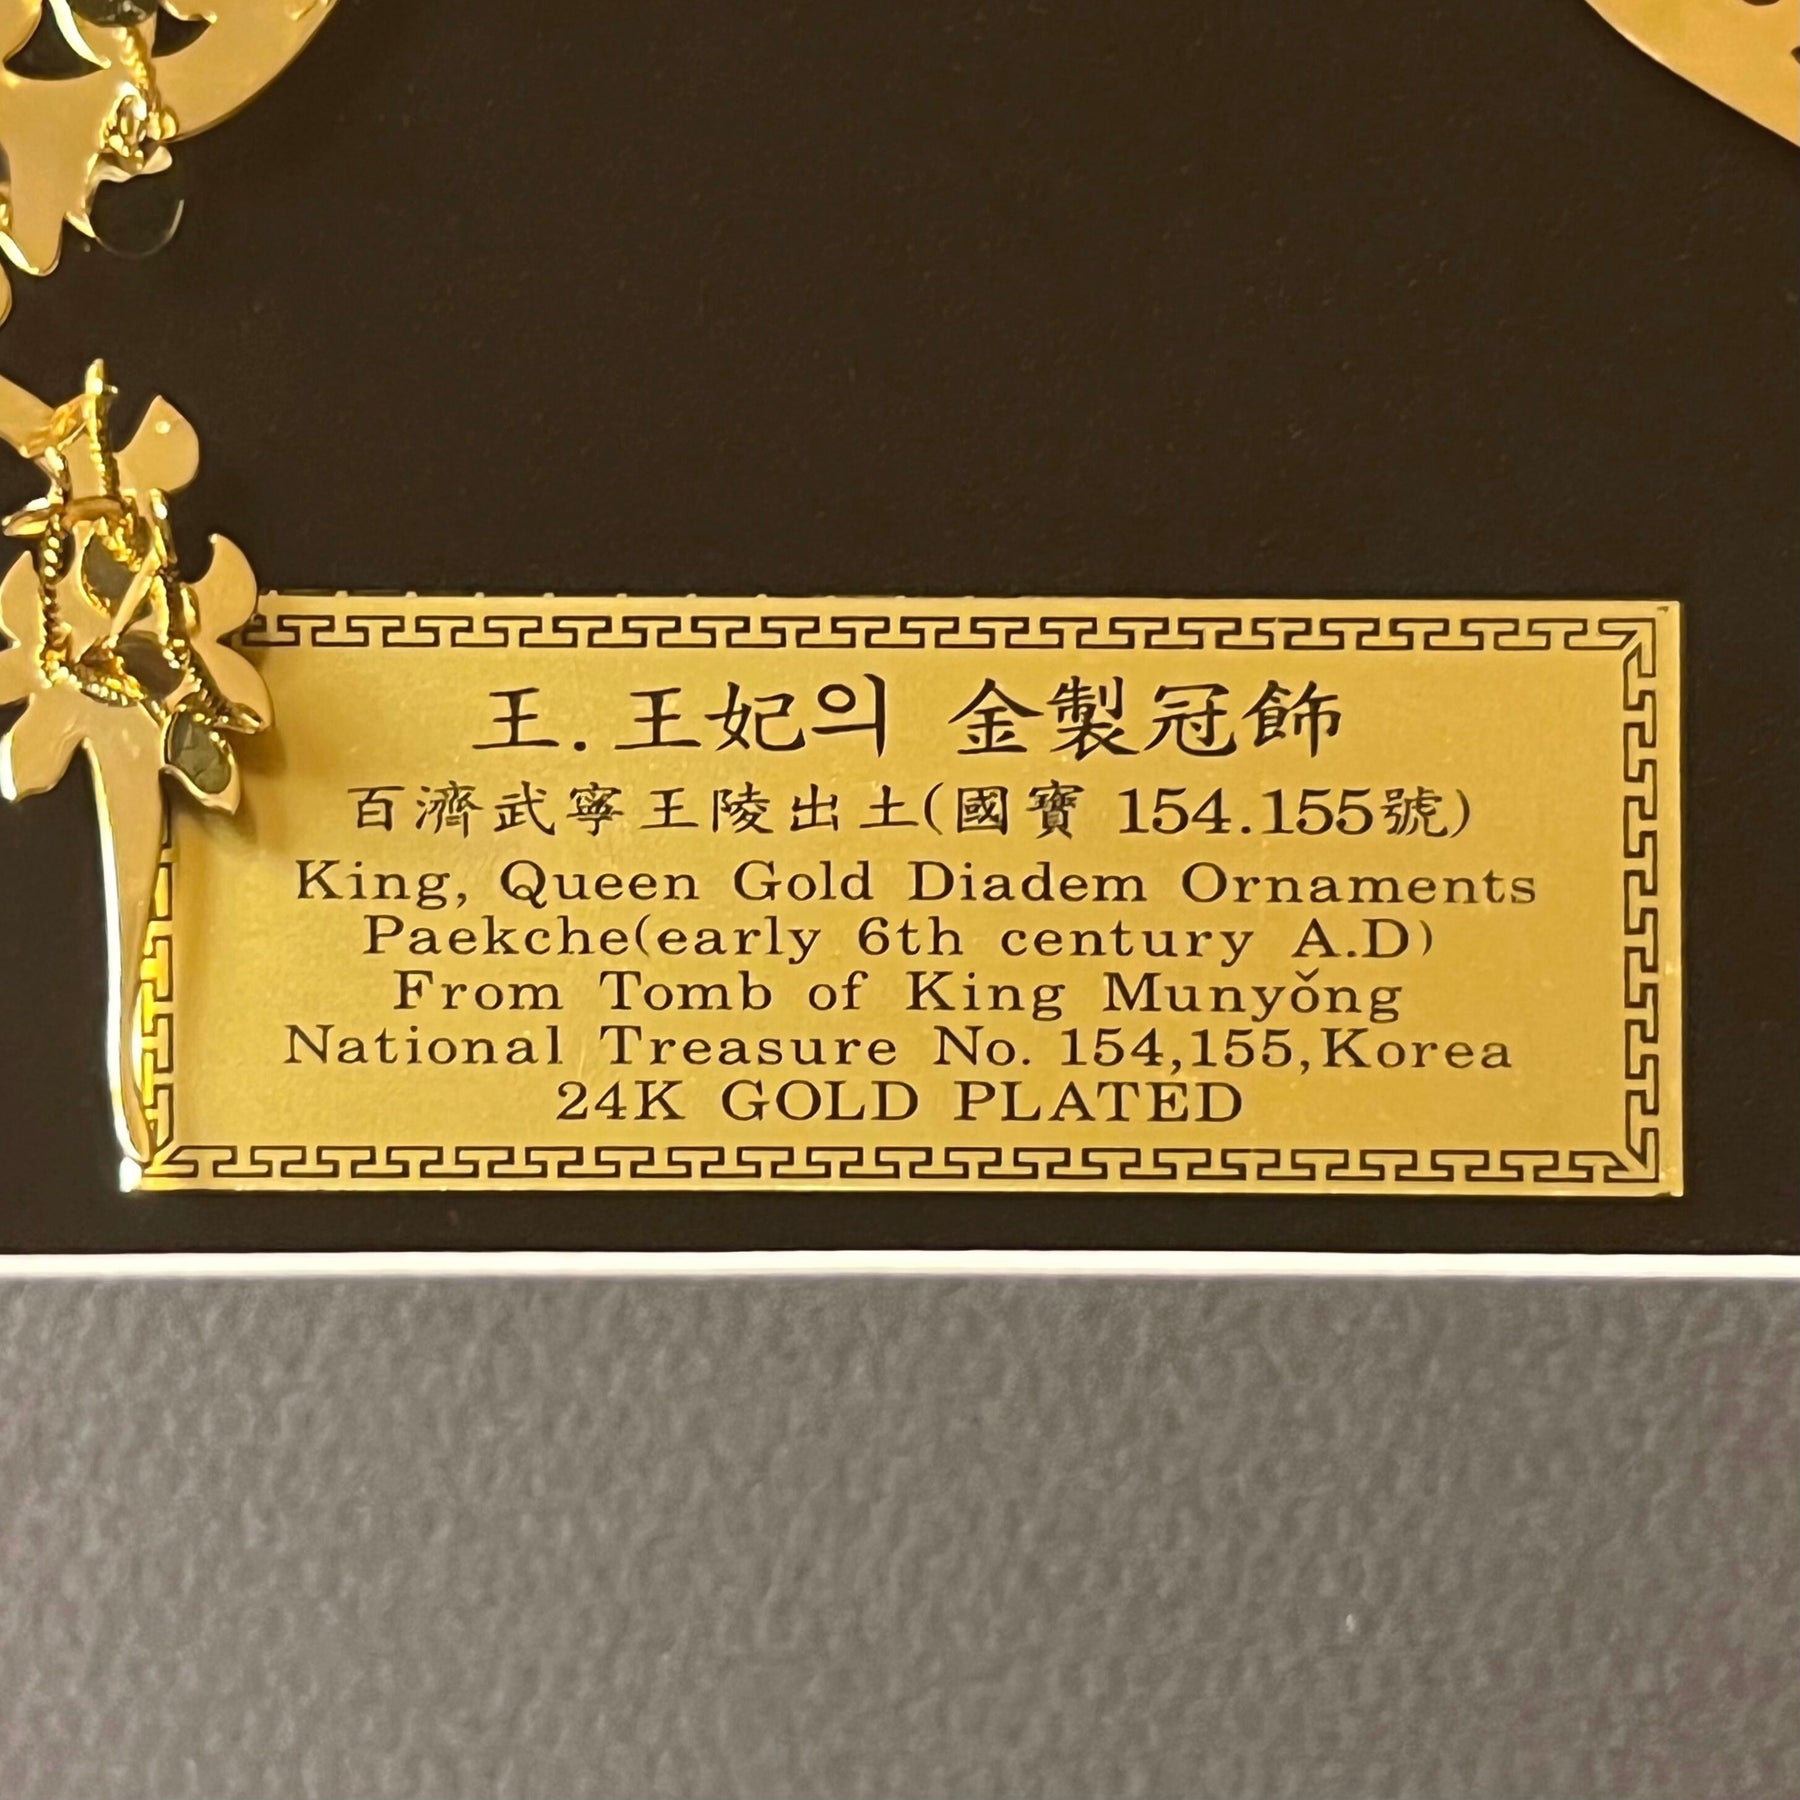 王. 王妃의 金製冠飾
百濟武寧王陵出土(國寶 154.155號)
King, Queen Gold Diadem Ornaments
Paekche(early 6th century A.D)
From Tomb of King Munyǒng
National Treasure No. 154,155,Korea
24K GOLD PLATED